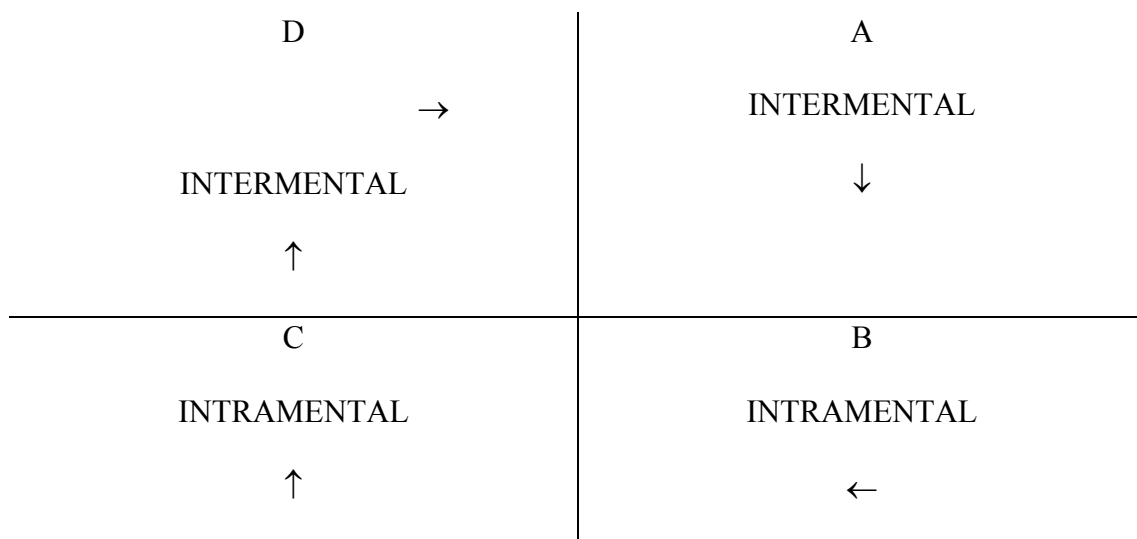 D
→
INTERMENTAL
↑
A
INTERMENTAL
↓
C
INTRAMENTAL
↑
B
INTRAMENTAL
←